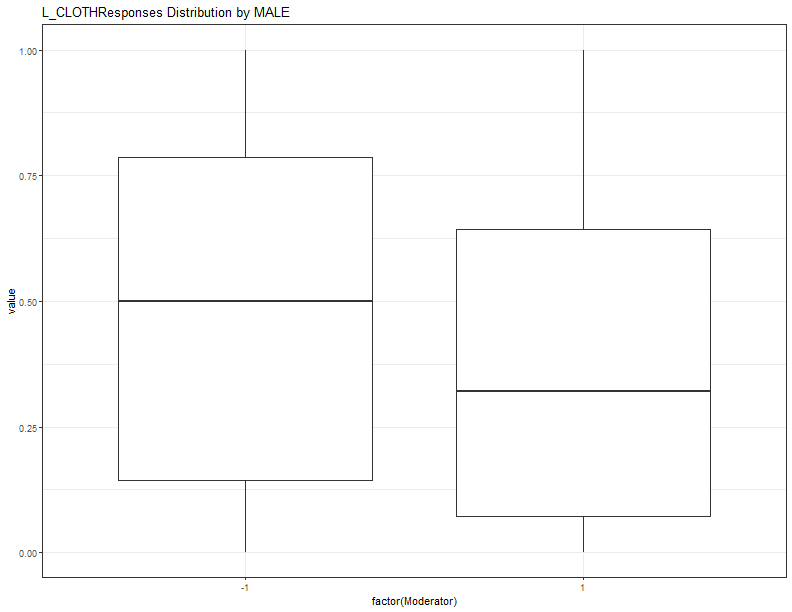 L_CLOTHResponses Distribution by MALE
1.00
0.75
0.50
0.25
0.00
value
-1
1
factor(Moderator)